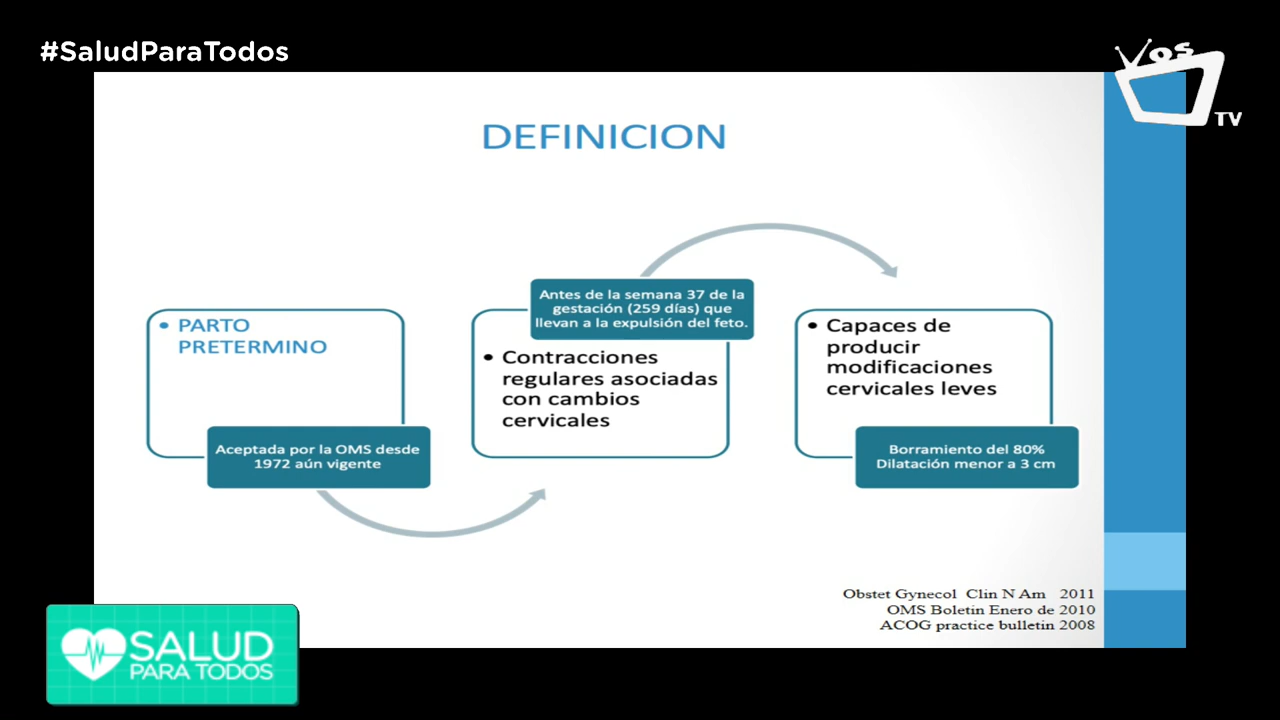 #SaludParaTodos
VOS
TV
DEFINICION
• PARTO
PRETERMINO
Aceptada por la OMS desde
1972 aún vigente
Antes de la semana 37 de la
gestación (259 días) que
llevan a la expulsión del feto.
• Contracciones
regulares asociadas
con cambios
cervicales
• Capaces de
producir
modificaciones
cervicales leves
Borramiento del 80%
Dilatación menor a 3 cm
Obstet Gynecol Clin N Am 2011
OMS Boletin Enero de 2010
ACOG practice bulletin 2008
SALUD
PARA TODOS